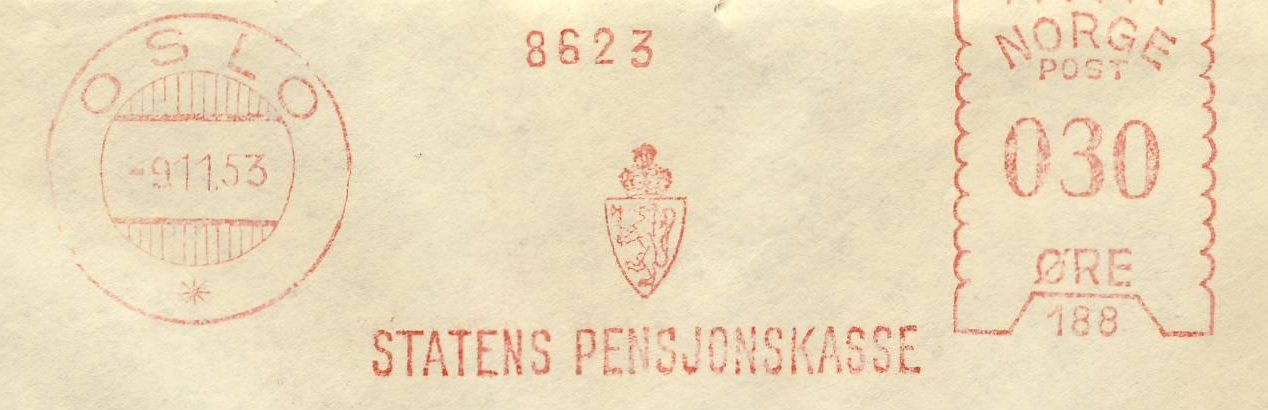 OSLO
-9.11.53
8623
STATENS PENSJONSKASSE
NORGE
POST
030
ØRE
188